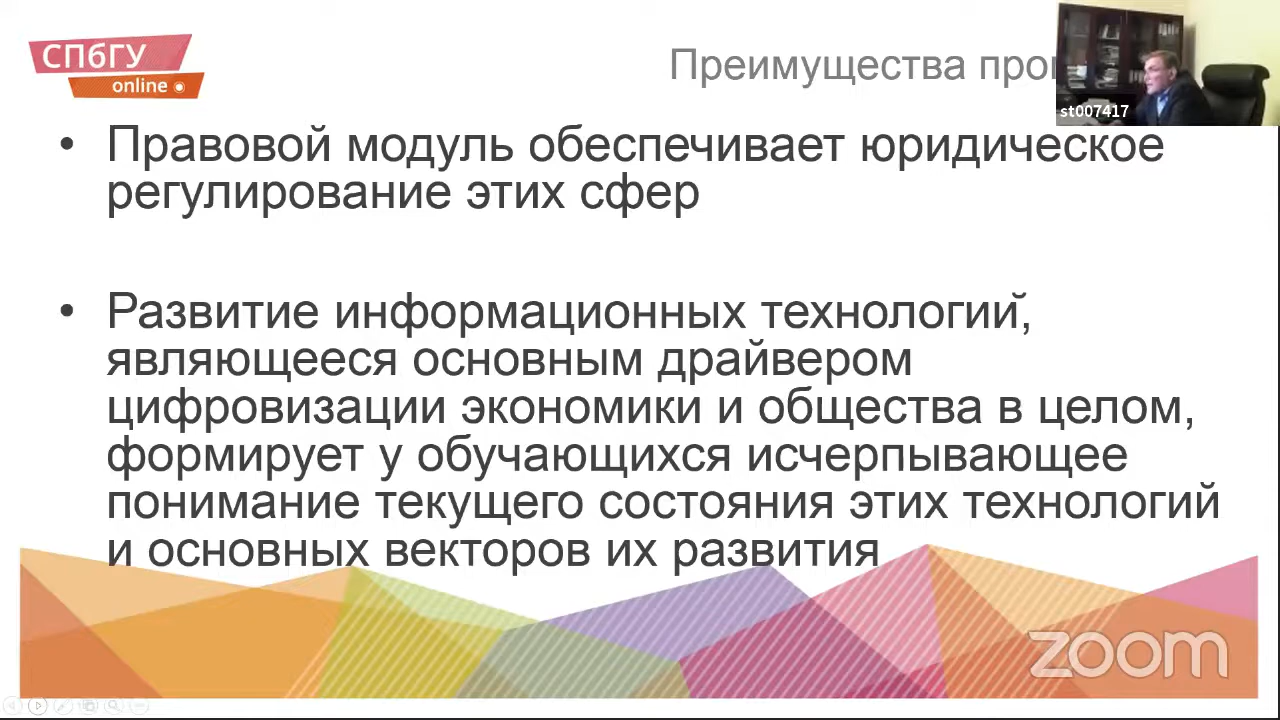 СПбГУ
online
Преимущества
st007417
• Правовой модуль обеспечивает юридическое
регулирование этих сфер
• Развитие информационных технологий,
являющееся основным драйвером
цифровизации экономики и общества в целом,
формирует у обучающихся исчерпывающее
понимание текущего состояния этих технологий
и основных векторов их развития
zoom